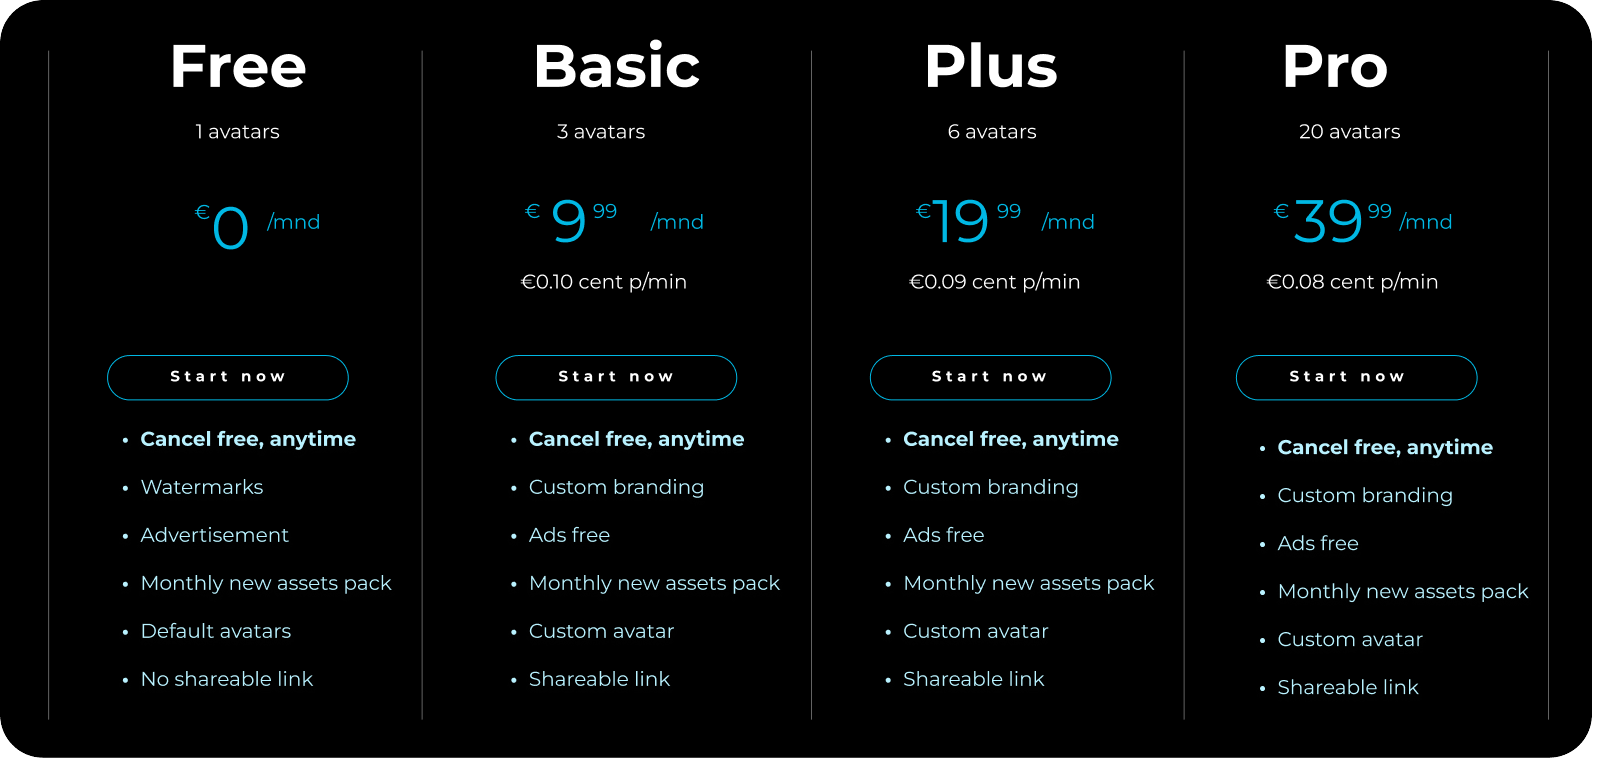 Free
1 avatars
€0 /mnd
Start now
• Cancel free, anytime
• Watermarks
• Advertisement
• Monthly new assets pack
• Default avatars
• No shareable link
Basic
3 avatars
€ 9 99 /mnd
€0.10 cent p/min
Start now
• Cancel free, anytime
• Custom branding
• Ads free
• Monthly new assets pack
• Custom avatar
• Shareable link
Plus
6 avatars
€19 99 /mnd
€0.09 cent p/min
Start now
• Cancel free, anytime
• Custom branding
• Ads free
• Monthly new assets pack
• Custom avatar
• Shareable link
Pro
20 avatars
€ 39 99 /mnd
€0.08 cent p/min
Start now
• Cancel free, anytime
• Custom branding
• Ads free
• Monthly new assets pack
• Custom avatar
• Shareable link